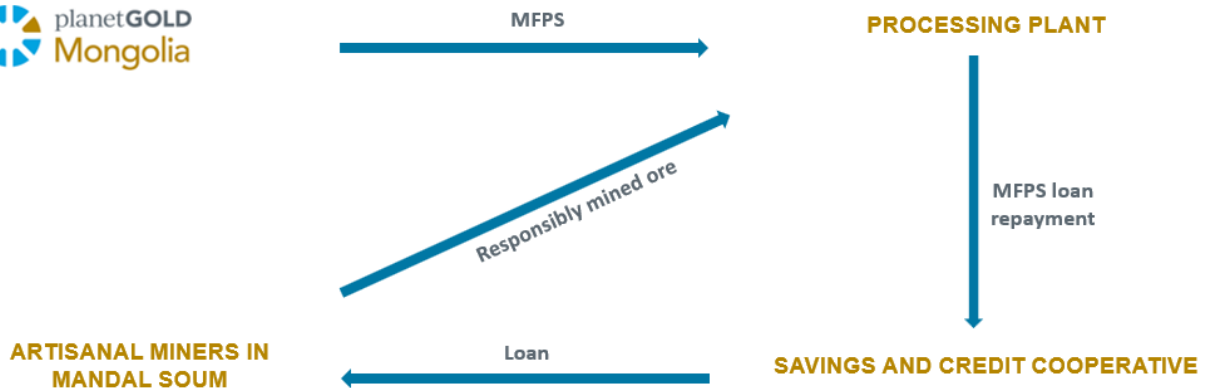 planetGOLD
Mongolia
MFPS
PROCESSING PLANT
Responsibly mined ore
MFPS loan
repayment
ARTISANAL MINERS IN
MANDAL SOUM
Loan
SAVINGS AND CREDIT COOPERATIVE